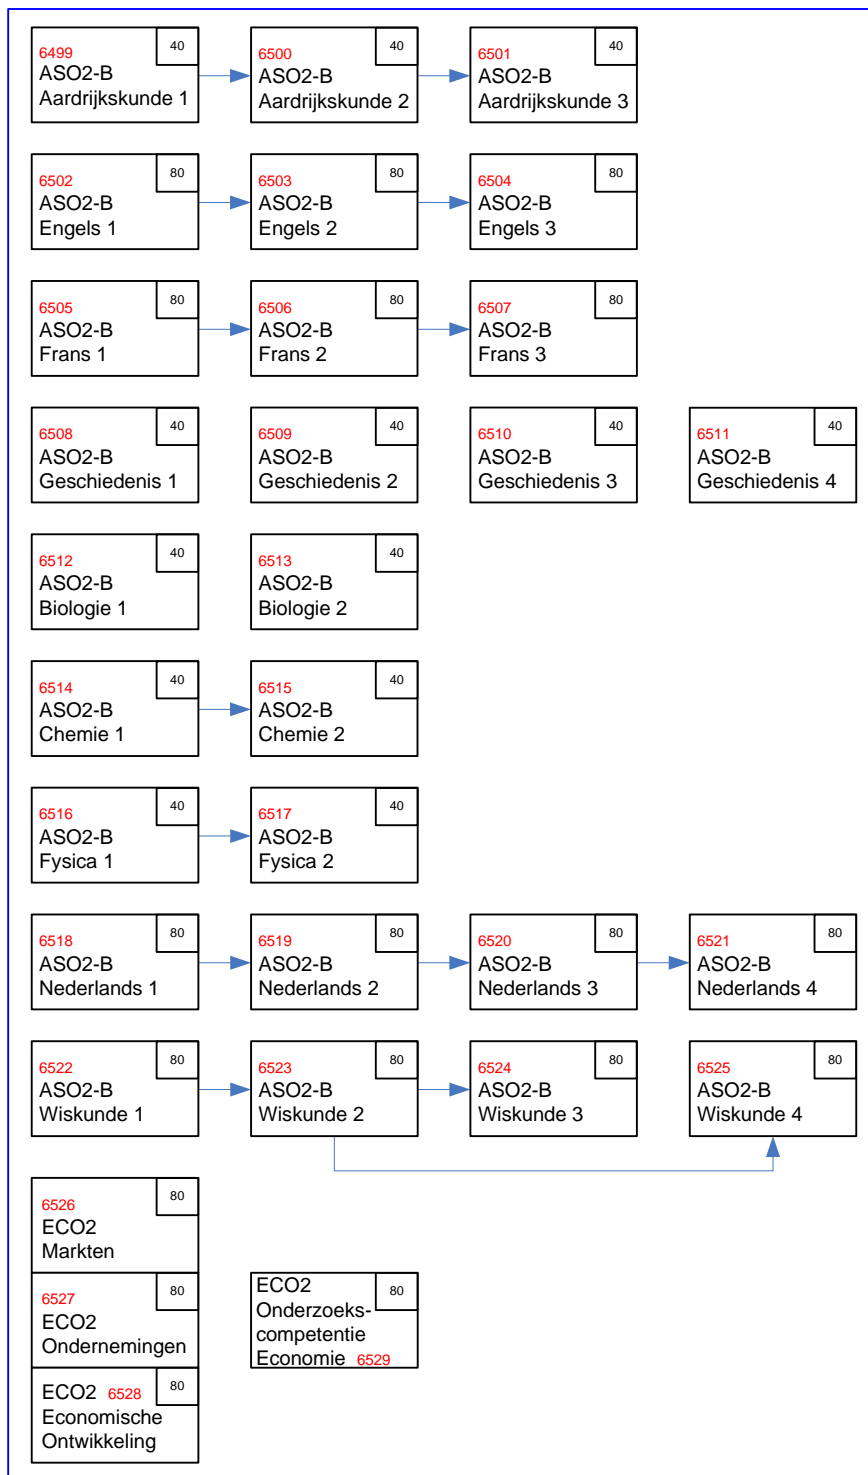 6499 40
ASO2-B
Aardrijkskunde 1
6500 40
ASO2-B
Aardrijkskunde 2
6501 40
ASO2-B
Aardrijkskunde 3
6502 80
ASO2-B
Engels 1
6503 80
ASO2-B
Engels 2
6504 80
ASO2-B
Engels 3
6505 80
ASO2-B
Frans 1
6506 80
ASO2-B
Frans 2
6507 80
ASO2-B
Frans 3
6508 40
ASO2-B
Geschiedenis 1
6509 40
ASO2-B
Geschiedenis 2
6510 40
ASO2-B
Geschiedenis 3
6511 40
ASO2-B
Geschiedenis 4
6512 40
ASO2-B
Biologie 1
6513 40
ASO2-B
Biologie 2
6514 40
ASO2-B
Chemie 1
6515 40
ASO2-B
Chemie 2
6516 40
ASO2-B
Fysica 1
6517 40
ASO2-B
Fysica 2
6518 80
ASO2-B
Nederlands 1
6519 80
ASO2-B
Nederlands 2
6520 80
ASO2-B
Nederlands 3
6521 80
ASO2-B
Nederlands 4
6522 80
ASO2-B
Wiskunde 1
6523 80
ASO2-B
Wiskunde 2
6524 80
ASO2-B
Wiskunde 3
6525 80
ASO2-B
Wiskunde 4
6526 80
ECO2
Markten
6527 80
ECO2
Ondernemingen
ECO2 80
Onderzoeks-
competentie
Economie 6529
ECO2 6528 80
Economische
Ontwikkeling